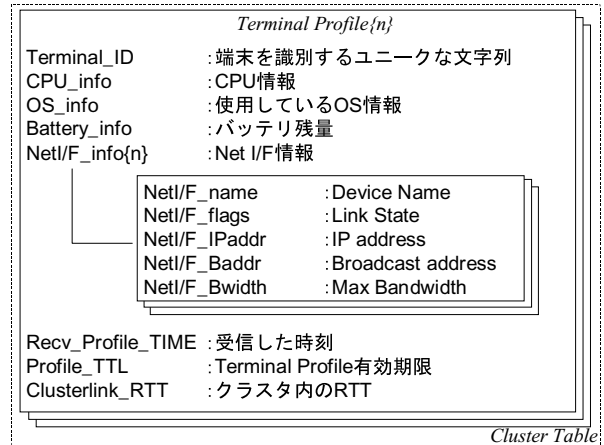 Terminal Profile{n}
Terminal_ID :端末を識別するユニークな文字列
CPU_info :CPU情報
OS_info :使用しているOS情報
Battery_info :バッテリ残量
NetI/F_info{n} :Net I/F情報
NetI/F_name :Device Name
NetI/F_flags :Link State
NetI/F_IPaddr :IP address
NetI/F_Baddr :Broadcast address
NetI/F_Bwidth :Max Bandwidth
Recv_Profile_TIME :受信した時刻
Profile_TTL :Terminal Profile有効期限
Clusterlink_RTT :クラスタ内のRTT
Cluster Table